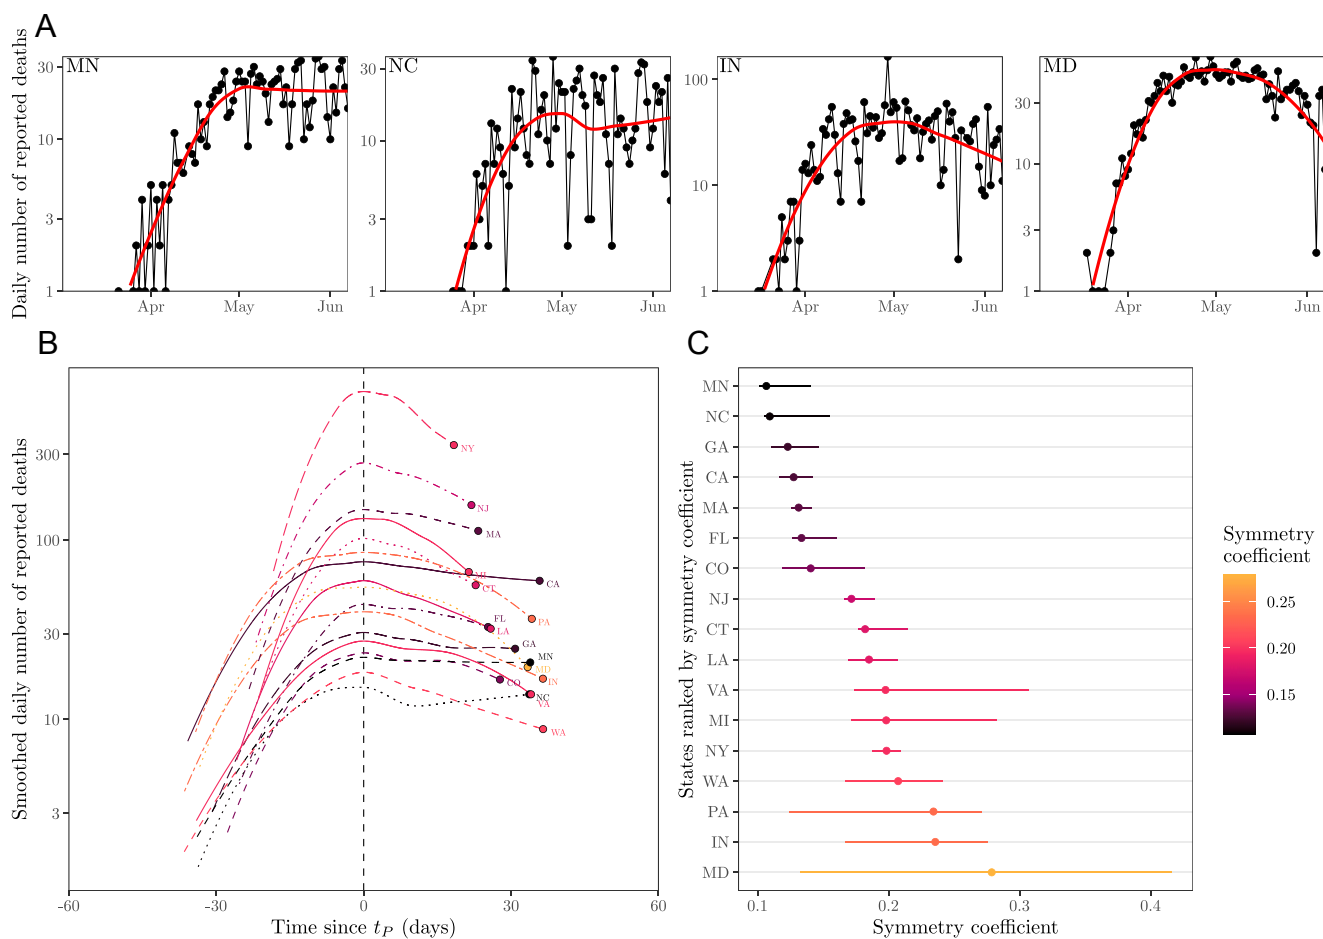 A
Daily number of reported deaths
MN
30
10
3
1
Apr
May
Jun
NC
30
10
3
1
Apr
May
Jun
IN
100
10
1
Apr
May
Jun
MD
30
10
3
1
Apr
May
Jun
B
Smoothed daily number of reported deaths
300
100
30
10
3
-60
-30
0
30
60
Time since tP (days)
NY
NJ
MA
MI
CT
CA
PA
FL
LA
GA
MN
MD
IN
CO
NC
VA
WA
C
States ranked by symmetry coefficient
MN
NC
GA
CA
MA
FL
CO
NJ
CT
LA
VA
MI
NY
WA
PA
IN
MD
0.1
0.2
0.3
0.4
Symmetry coefficient
Symmetry
coefficient
0.25
0.20
0.15